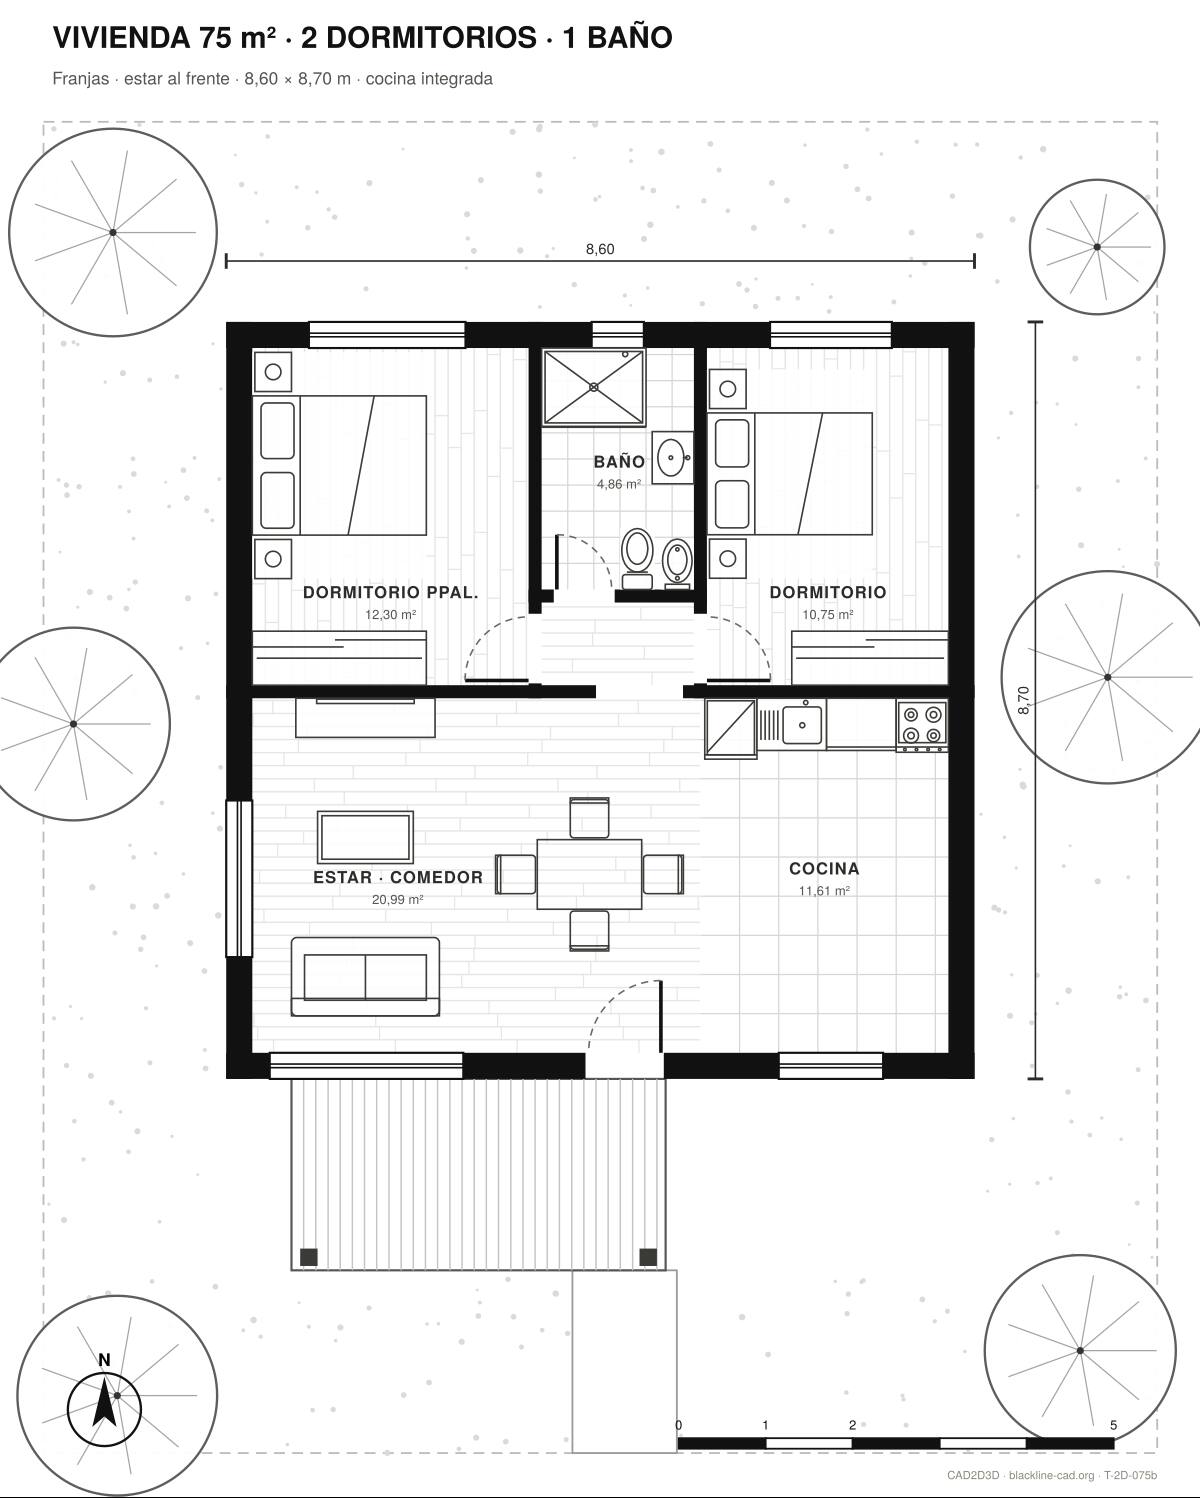 VIVIENDA 75 m² · 2 DORMITORIOS · 1 BAÑO
Franjas · estar al frente · 8,60 × 8,70 m · cocina integrada
8,60
BAÑO
4,86 m²
DORMITORIO PPAL.
12,30 m²
DORMITORIO
10,75 m²
8,70
ESTAR · COMEDOR
20,99 m²
COCINA
11,61 m²
N
0 1 2 5
CAD2D3D · blackline-cad.org · T-2D-075b